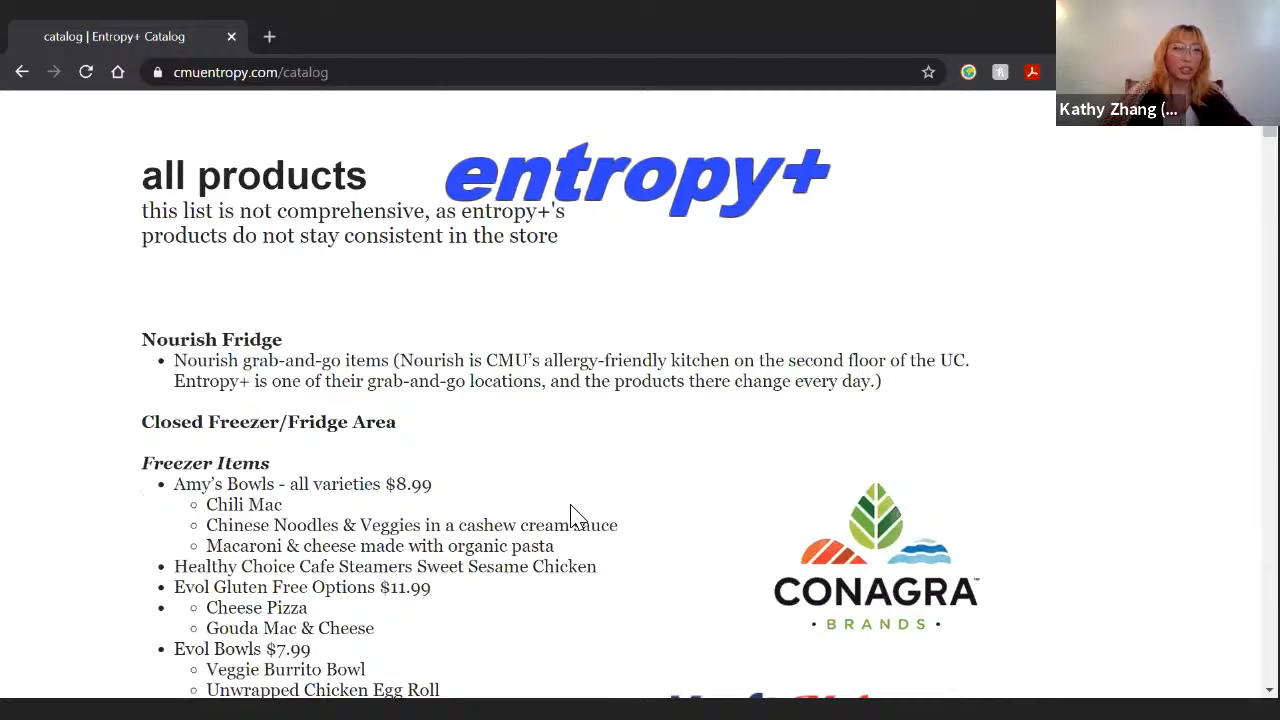 catalog | Entropy+ Catalog
cmuentropy.com/catalog
Kathy Zhang (...
all products
entropy+
this list is not comprehensive, as entropy+'s
products do not stay consistent in the store
Nourish Fridge
• Nourish grab-and-go items (Nourish is CMU's allergy-friendly kitchen on the second floor of the UC.
Entropy+ is one of their grab-and-go locations, and the products there change every day.)
Closed Freezer/Fridge Area
Freezer Items
• Amy's Bowls - all varieties $8.99
◦ Chili Mac
◦ Chinese Noodles & Veggies in a cashew cream sauce
◦ Macaroni & cheese made with organic pasta
• Healthy Choice Cafe Steamers Sweet Sesame Chicken
• Evol Gluten Free Options $11.99
• ◦ Cheese Pizza
◦ Gouda Mac & Cheese
• Evol Bowls $7.99
◦ Veggie Burrito Bowl
◦ Unwrapped Chicken Egg Roll
CONAGRA™
• BRANDS •